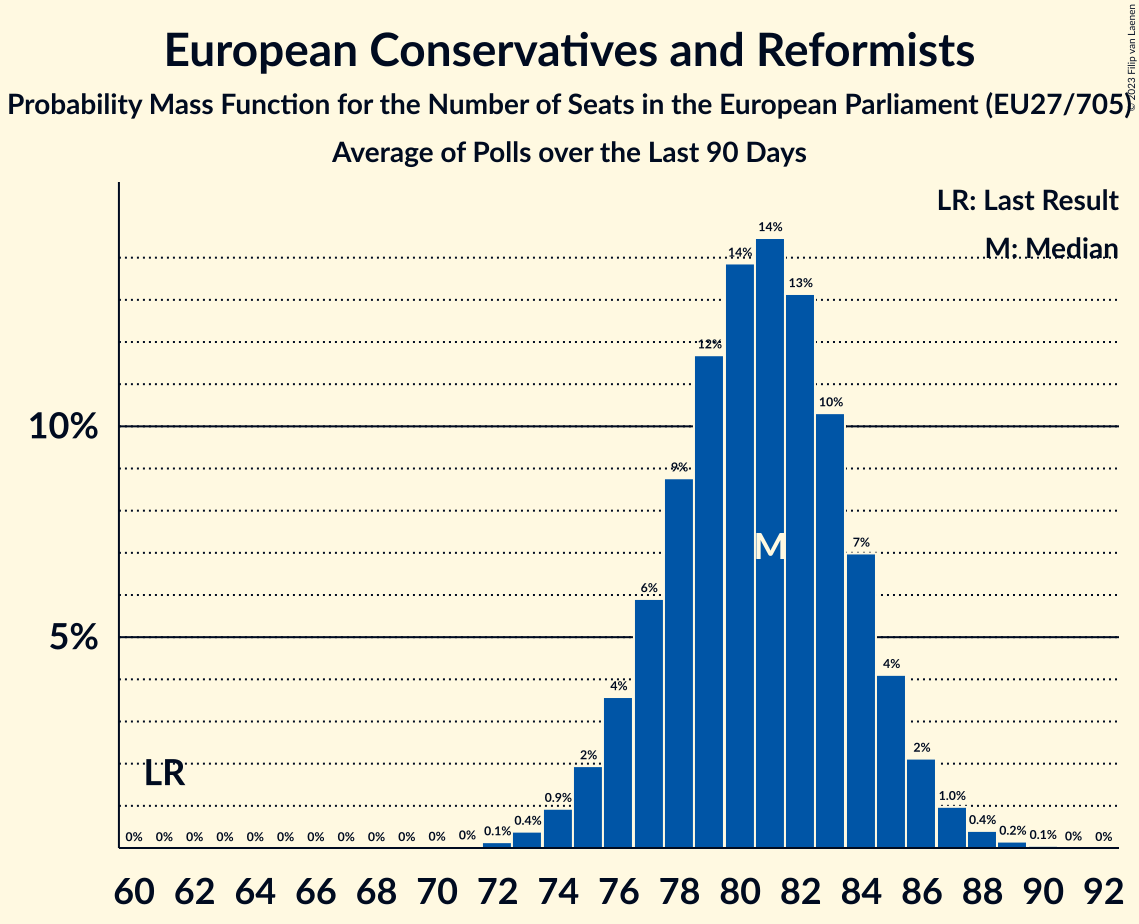 European Conservatives and Reformists
Probability Mass Function for the Number of Seats in the European Parliament (EU27/705)
Average of Polls over the Last 90 Days
© 2023 Filip van Laenen
LR: Last Result
M: Median
10%
5%
LR
M
0% 0% 0% 0% 0% 0% 0% 0% 0% 0% 0% 0% 0.1% 0.4% 0.9% 2% 4% 6% 9% 12% 14% 14% 13% 10% 7% 4% 2% 1.0% 0.4% 0.2% 0.1% 0% 0%
60 62 64 66 68 70 72 74 76 78 80 82 84 86 88 90 92